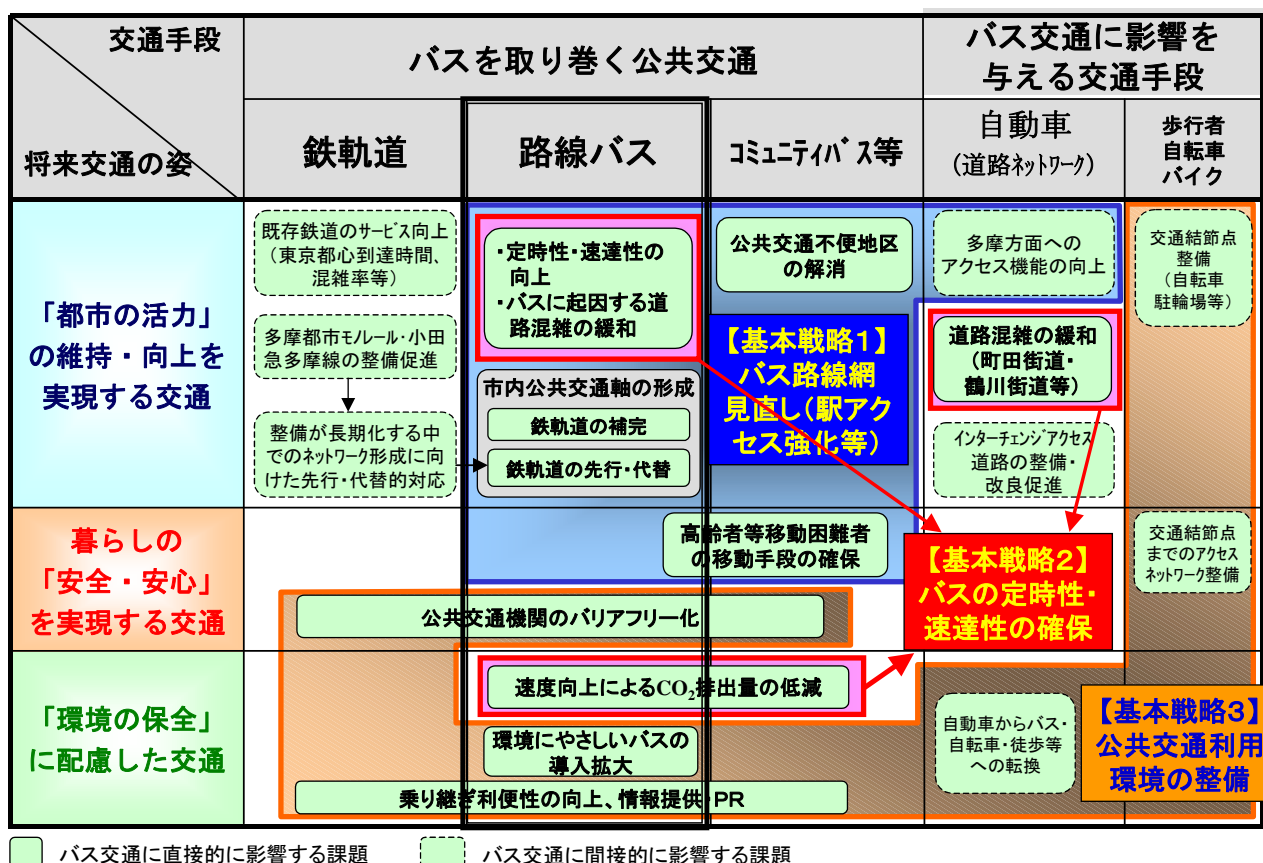 交通手段
将来交通の姿
バスを取り巻く公共交通
バス交通に影響を
与える交通手段
鉄軌道
路線バス
ｺﾐｭﾆﾃｨﾊﾞｽ等
自動車
(道路ﾈｯﾄﾜｰｸ)
歩行者
自転車
バイク
「都市の活力」
の維持・向上を
実現する交通
既存鉄道のｻｰﾋﾞｽ向上
（東京都心到達時間、
混雑率等）
多摩都市ﾓﾉﾚｰﾙ・小田
急多摩線の整備促進
整備が長期化する中
でのﾈｯﾄﾜｰｸ形成に向
けた先行・代替的対応
・定時性・速達性の
向上
・バスに起因する道
路混雑の緩和
市内公共交通軸の形成
鉄軌道の補完
鉄軌道の先行・代替
公共交通不便地区
の解消
【基本戦略１】
バス路線網
見直し（駅アク
セス強化等）
多摩方面への
アクセス機能の向上
道路混雑の緩和
（町田街道・
鶴川街道等）
ｲﾝﾀｰﾁｪﾝｼﾞｱｸｾｽ
道路の整備・
改良促進
交通結節点
整備
（自転車
駐輪場等）
暮らしの
「安全・安心」
を実現する交通
高齢者等移動困難者
の移動手段の確保
公共交通機関のバリアフリー化
【基本戦略２】
バスの定時性・
速達性の確保
交通結節点
までのｱｸｾｽ
ﾈｯﾄﾜｰｸ整備
「環境の保全」
に配慮した交通
速度向上によるCO₂排出量の低減
環境にやさしいバスの
導入拡大
乗り継ぎ利便性の向上、情報提供・PR
自動車からバス・
自転車・徒歩等
への転換
【基本戦略３】
公共交通利用
環境の整備
バス交通に直接的に影響する課題
バス交通に間接的に影響する課題